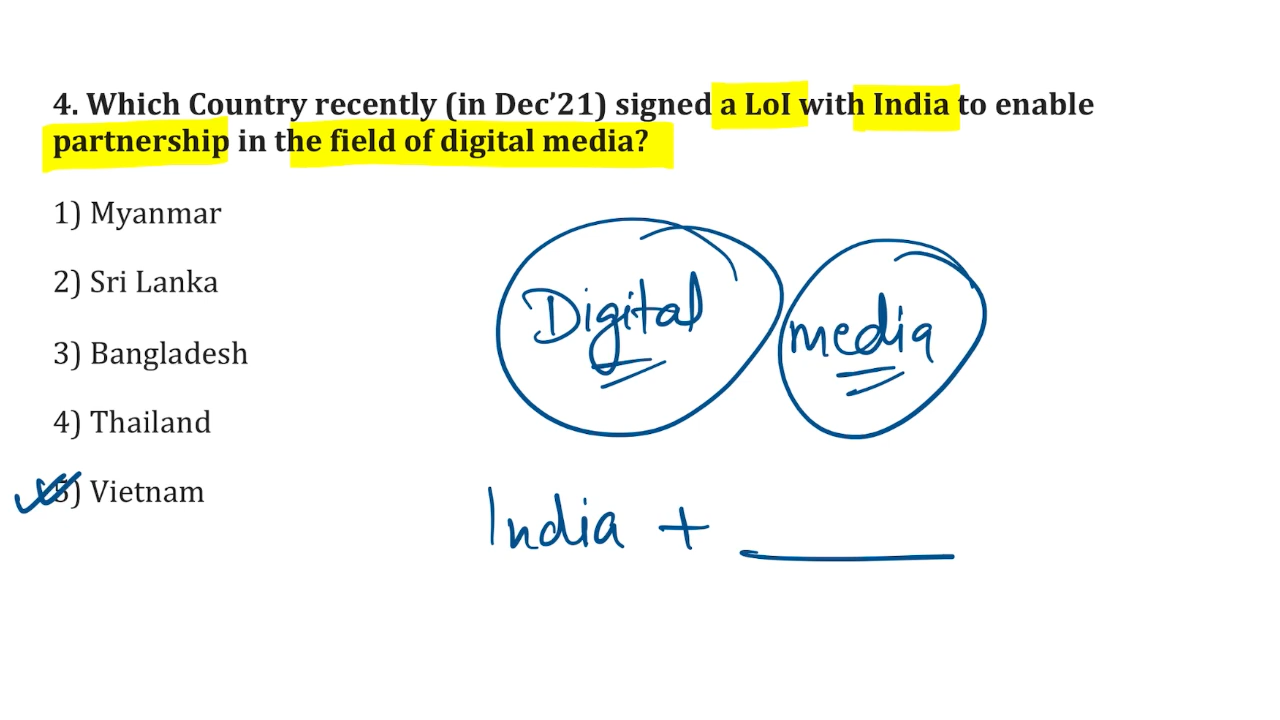 4. Which Country recently (in Dec’21) signed a LoI with India to enable
partnership in the field of digital media?
1) Myanmar
2) Sri Lanka
3) Bangladesh
4) Thailand
5) Vietnam
Digital media
India + ______